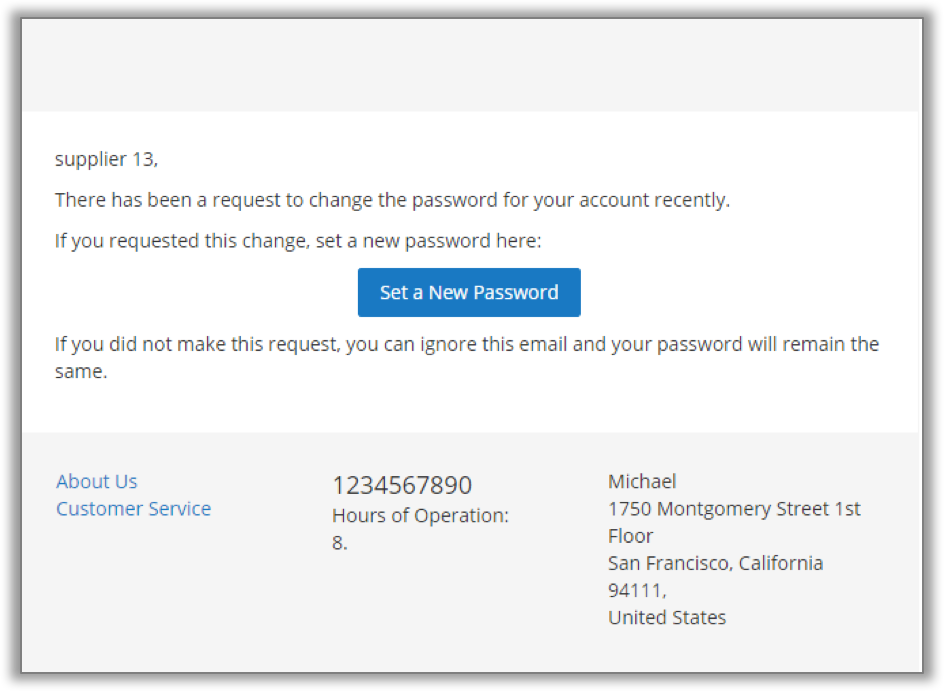 supplier 13,
There has been a request to change the password for your account recently.
If you requested this change, set a new password here:
Set a New Password
If you did not make this request, you can ignore this email and your password will remain the
same.
About Us
Customer Service
1234567890
Hours of Operation:
8.
Michael
1750 Montgomery Street 1st
Floor
San Francisco, California
94111,
United States